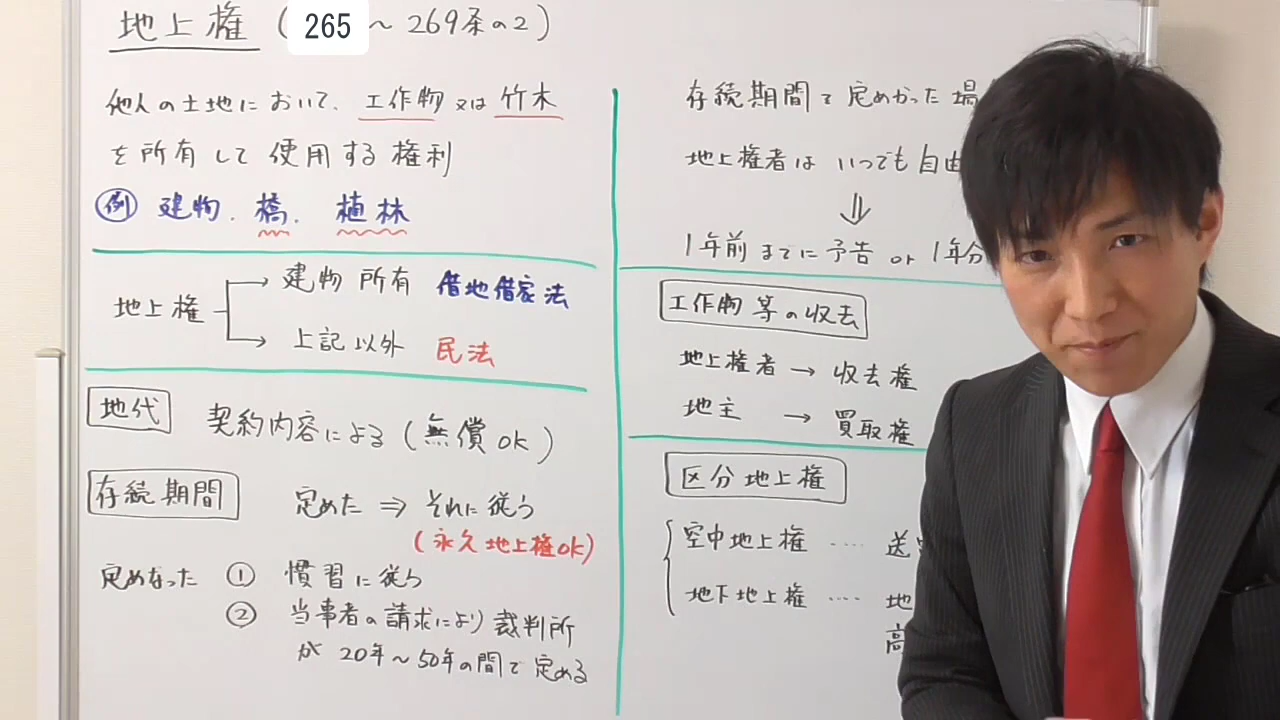 地上権 (265 ～ 269条の2)
他人の土地において、工作物 又は 竹木
を所有して 使用する権利
例 建物. 橋. 植林
地上権 → 建物所有 借地借家法
→ 上記以外 民法
地代 契約内容による (無償OK)
存続期間 定めた ⇒ それに従う
(永久地上権OK)
定めなった ① 慣習に従う
② 当事者の請求により裁判所
が 20年～50年の間で定める
存続期間で定めかった 場
地上権者は いつでも 自由
⇓
1年前までに予告 or 1年分
工作物等の収去
地上権者 → 収去権
地主 → 買取権
区分地上権
空中地上権 ‥‥ 送
地下地上権 ‥‥ 地
高